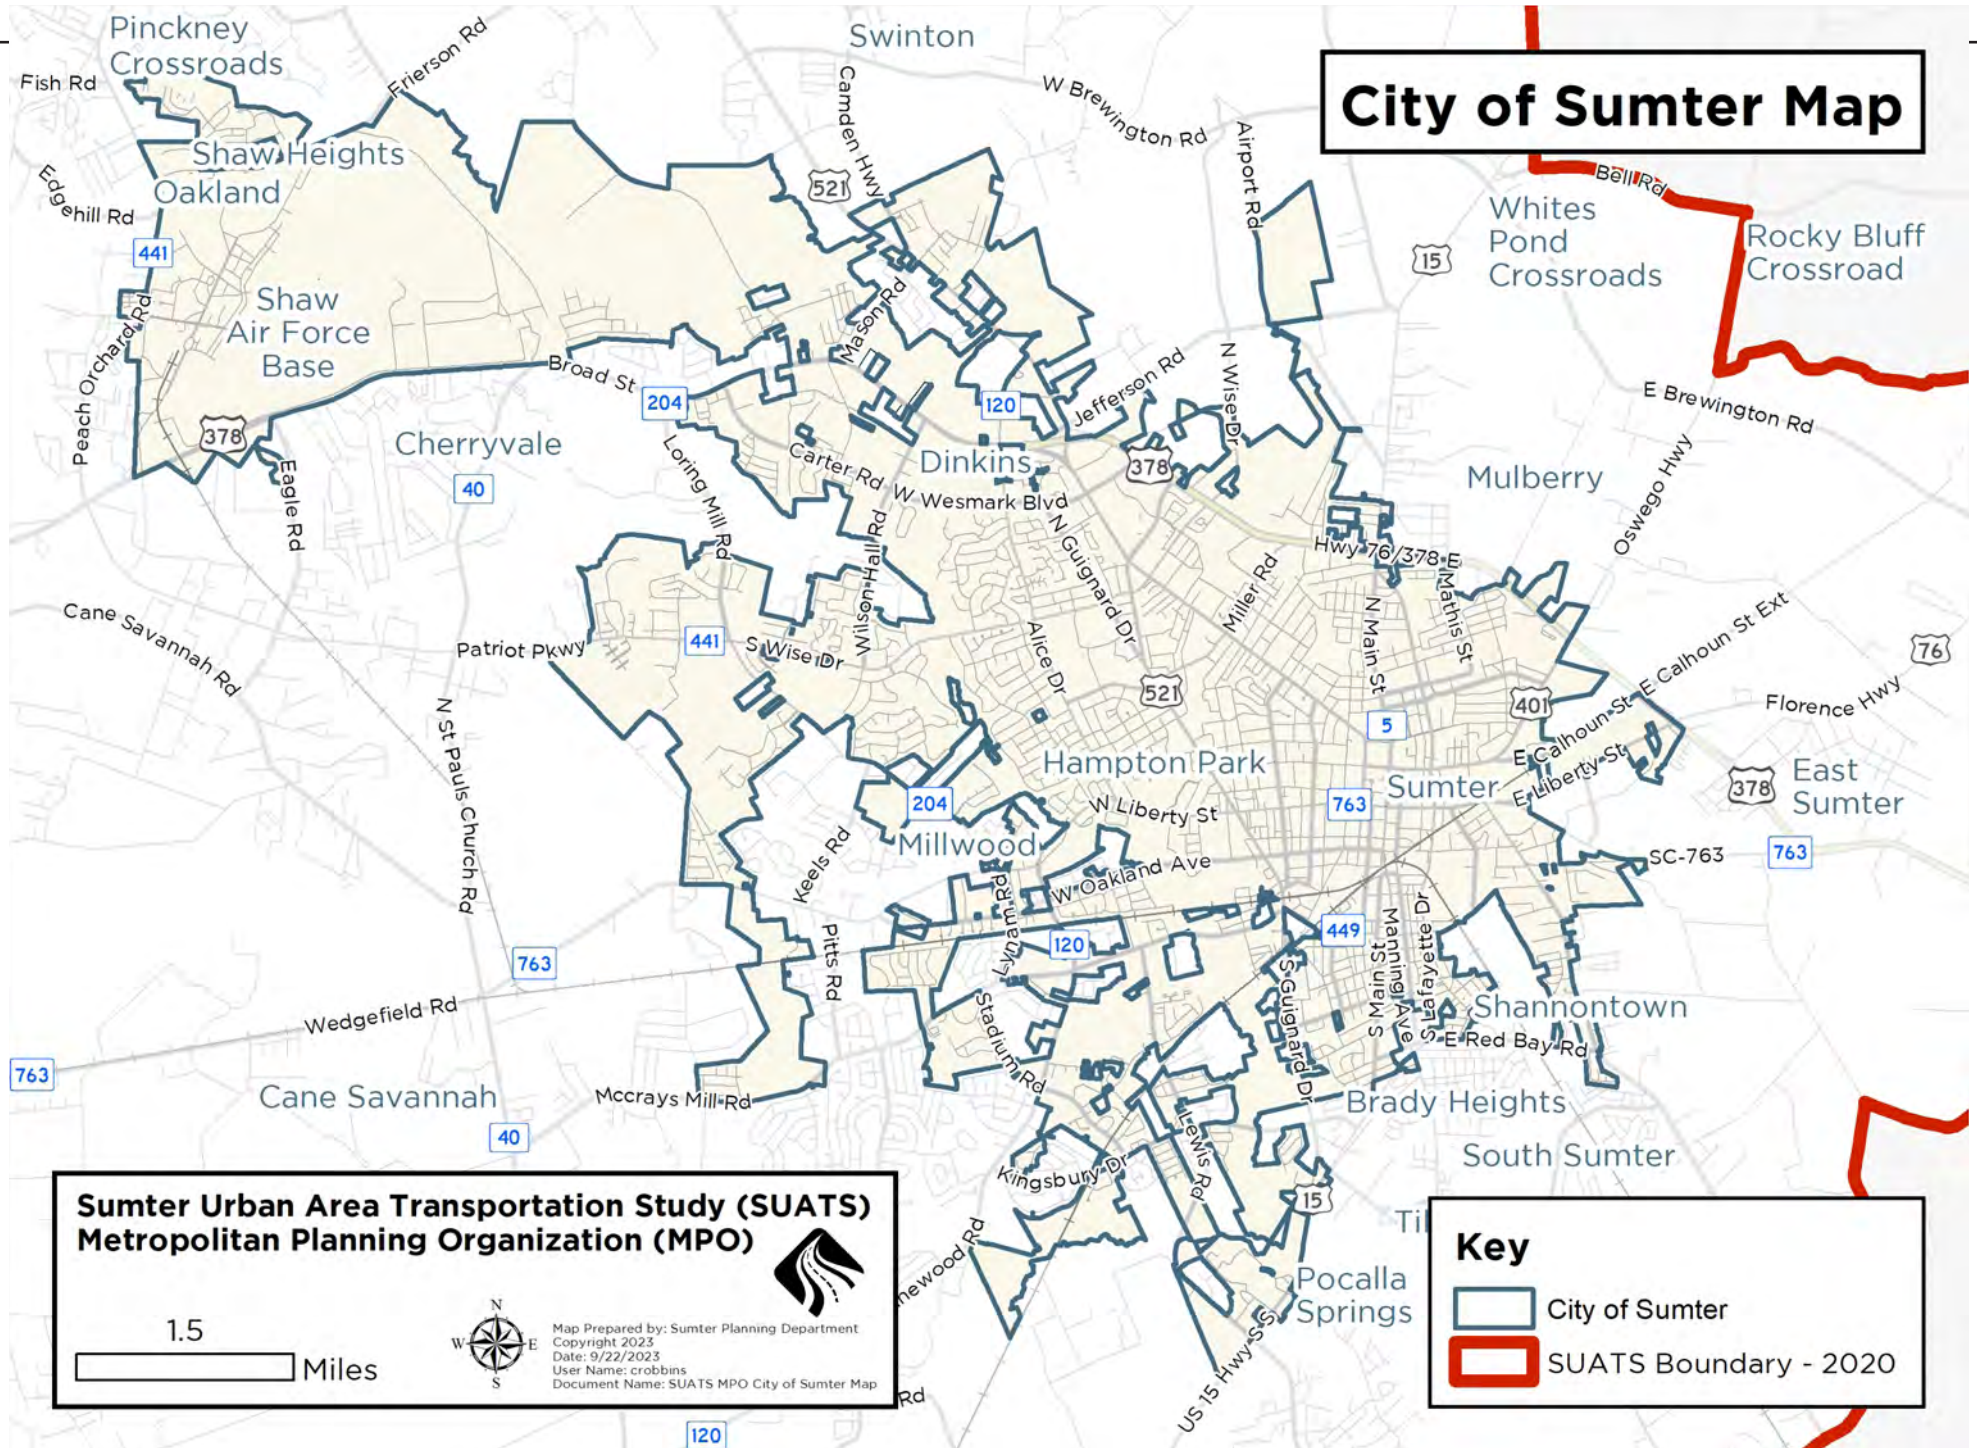 Pinckney
Crossroads
Swinton
Fish Rd
Frierson Rd
Camden Hwy
W Brewington Rd
Airport Rd
City of Sumter Map
Bell Rd
Shaw Heights
Oakland
Edgehill Rd
521
441
Whites
Pond
Crossroads
15
Rocky Bluff
Crossroad
Shaw
Air Force
Base
Peach Orchard Rd
Mason Rd
Broad St
204
120
Jefferson Rd
N Wise Dr
E Brewington Rd
378
Cherryvale
40
Eagle Rd
Loring Mill Rd
Carter Rd
Dinkins
W Wesmark Blvd
378
Mulberry
Oswego Hwy
Wilson Hall Rd
N Guignard Dr
Hwy 76/378 E
Miller Rd
N Main St
Mathis St
Cane Savannah Rd
Patriot Pkwy
441
S Wise Dr
Alice Dr
521
E Calhoun St Ext
76
401
Florence Hwy
5
E Calhoun St
E Liberty St
N St Pauls Church Rd
Hampton Park
Sumter
378
East
Sumter
204
W Liberty St
763
Millwood
Keels Rd
W Oakland Ave
SC-763
763
Lynam Rd
Pitts Rd
120
449
S Main St
Manning Ave
S Lafayette Dr
763
Wedgefield Rd
Stadium Rd
S Guignard Dr
Shannontown
E Red Bay Rd
763
Cane Savannah
Mccrays Mill Rd
Brady Heights
40
South Sumter
Kingsbury Dr
Lewis Rd
15
Til
Sumter Urban Area Transportation Study (SUATS)
Metropolitan Planning Organization (MPO)
newood Rd
Pocalla
Springs
1.5
Miles
N
W
E
S
Map Prepared by: Sumter Planning Department
Copyright 2023
Date: 9/22/2023
User Name: crobbins
Document Name: SUATS MPO City of Sumter Map
Rd
120
US 15 Hwy S S
Key
City of Sumter
SUATS Boundary - 2020